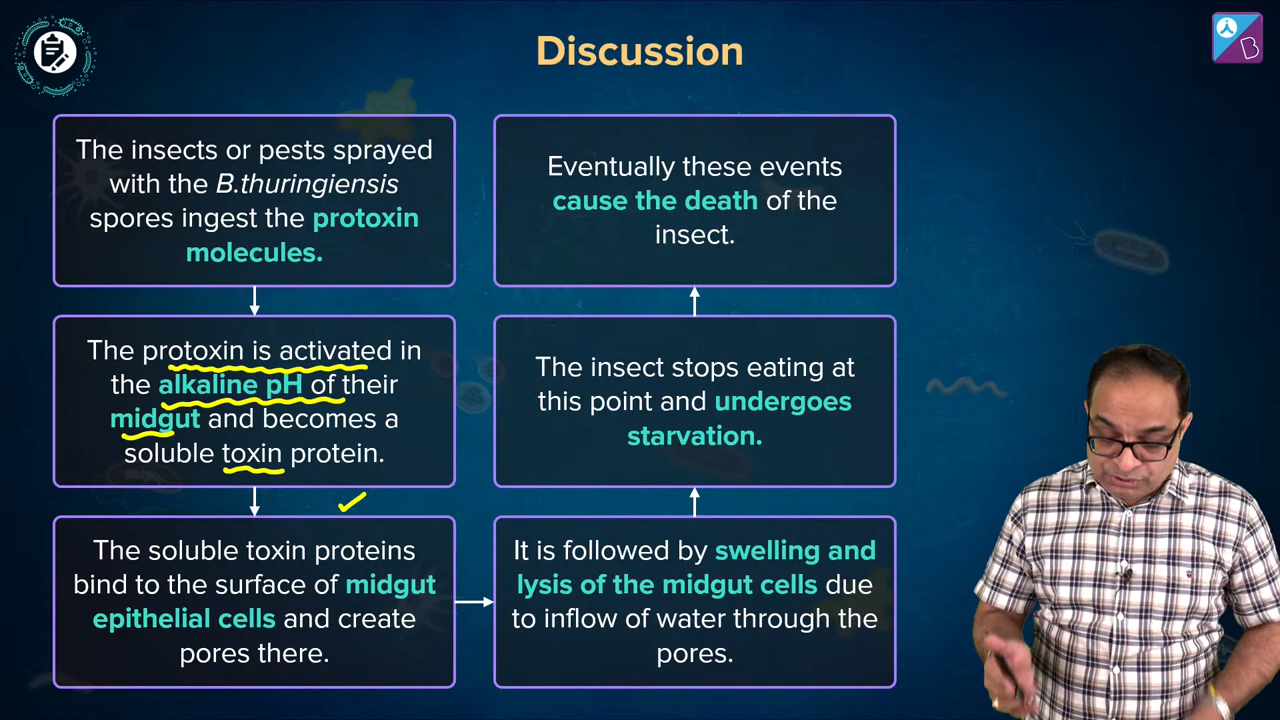 Discussion
The insects or pests sprayed
with the B.thuringiensis
spores ingest the protoxin
molecules.
The protoxin is activated in
the alkaline pH of their
midgut and becomes a
soluble toxin protein.
The soluble toxin proteins
bind to the surface of midgut
epithelial cells and create
pores there.
It is followed by swelling and
lysis of the midgut cells due
to inflow of water through the
pores.
The insect stops eating at
this point and undergoes
starvation.
Eventually these events
cause the death of the
insect.
B